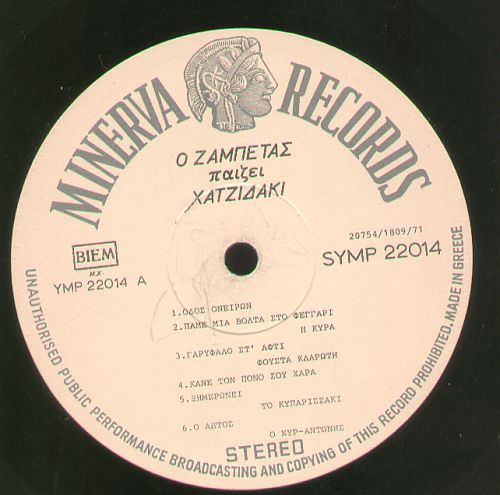 MINERVA RECORDS
Ο ΖΑΜΠΕΤΑΣ
παίζει
ΧΑΤΖΙΔΑΚΙ
BIEM
M.X.
YMP 22014 A
20754/1809/71
SYMP 22014
1.ΟΔΟΣ ΟΝΕΙΡΩΝ
2.ΠΑΜΕ ΜΙΑ ΒΟΛΤΑ ΣΤΟ ΦΕΓΓΑΡΙ
Η ΚΥΡΑ
3.ΓΑΡΥΦΑΛΟ ΣΤ' ΑΦΤΙ
ΦΟΥΣΤΑ ΚΛΑΡΩΤΗ
4.ΚΑΝΕ ΤΟΝ ΠΟΝΟ ΣΟΥ ΧΑΡΑ
5.ΞΗΜΕΡΩΝΕΙ
ΤΟ ΚΥΠΑΡΙΣΣΑΚΙ
6.Ο ΑΗΤΟΣ
Ο ΚΥΡ-ΑΝΤΩΝΗΣ
STEREO
UNAUTHORISED PUBLIC PERFORMANCE BROADCASTING AND COPYING OF THIS RECORD PROHIBITED. MADE IN GREECE